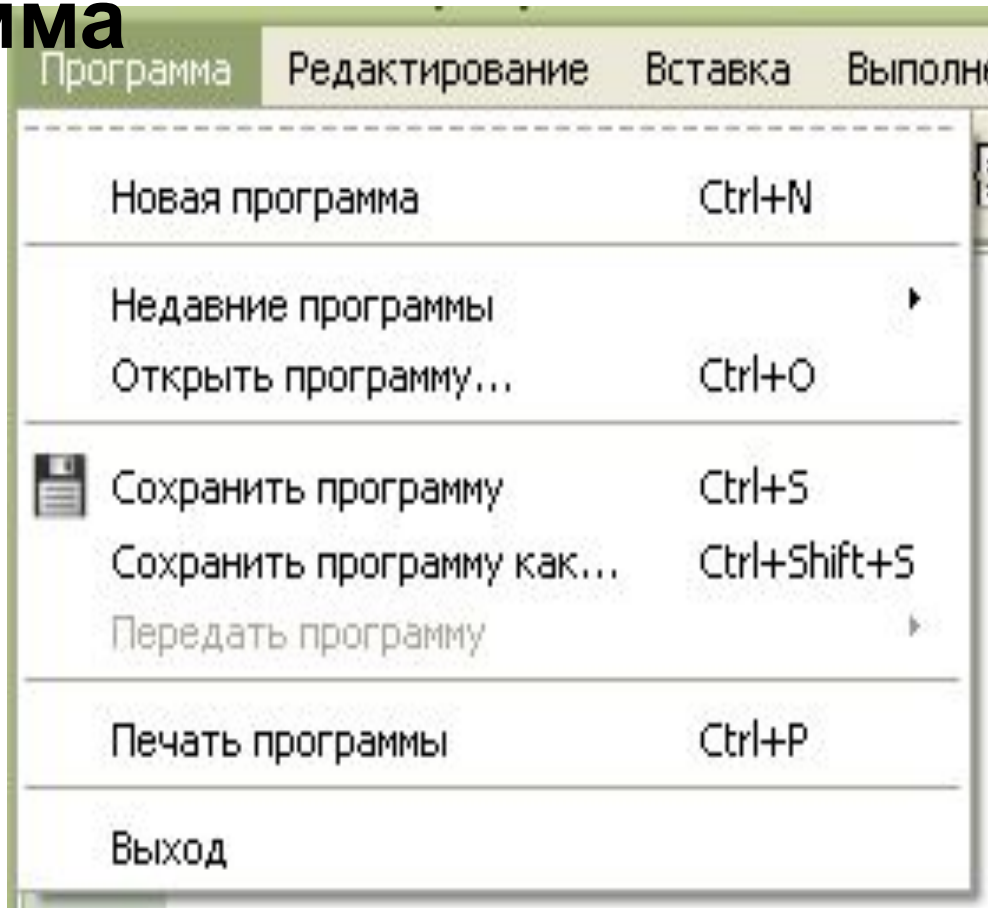 мма
Программа Редактирование Вставка Выполне
Новая программа Ctrl+N
Недавние программы
Открыть программу... Ctrl+O
Сохранить программу Ctrl+S
Сохранить программу как... Ctrl+Shift+S
Передать программу
Печать программы Ctrl+P
Выход